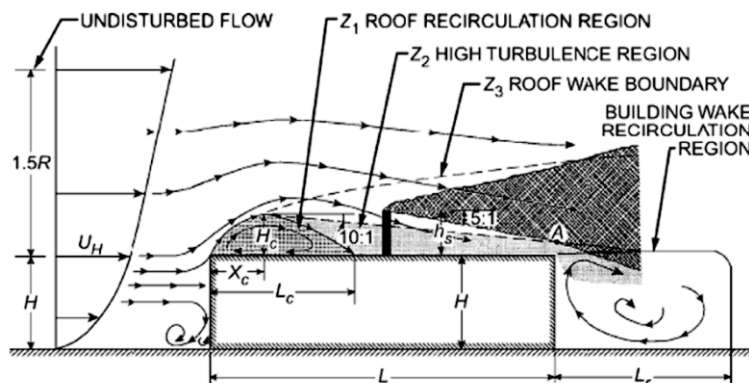 UNDISTURBED FLOW
Z1 ROOF RECIRCULATION REGION
Z2 HIGH TURBULENCE REGION
Z3 ROOF WAKE BOUNDARY
BUILDING WAKE
RECIRCULATION
REGION
1.5R
5:1
A
UH
Hc
10:1
hs
Xc
H
Lc
H
L
Lr